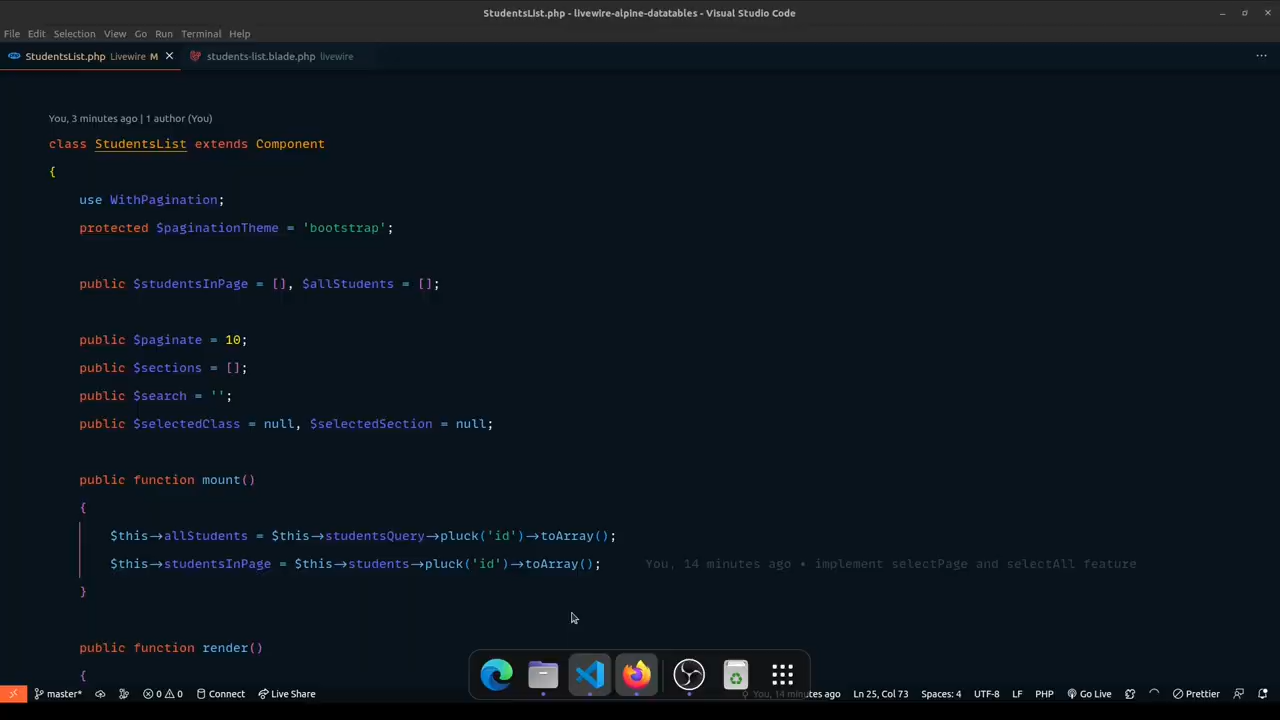 StudentsList.php - livewire-alpine-datatables - Visual Studio Code
File Edit Selection View Go Run Terminal Help
StudentsList.php Livewire M students-list.blade.php livewire
You, 3 minutes ago | 1 author (You)
class StudentsList extends Component
{
use WithPagination;
protected $paginationTheme = 'bootstrap';
public $studentsInPage = [], $allStudents = [];
public $paginate = 10;
public $sections = [];
public $search = '';
public $selectedClass = null, $selectedSection = null;
public function mount()
{
$this→allStudents = $this→studentsQuery→pluck('id')→toArray();
$this→studentsInPage = $this→students→pluck('id')→toArray(); You, 14 minutes ago • implement selectPage and selectAll feature
}
public function render()
{
master* 0 0 Connect Live Share You, 14 minutes ago Ln 25, Col 73 Spaces: 4 UTF-8 LF PHP Go Live Prettier